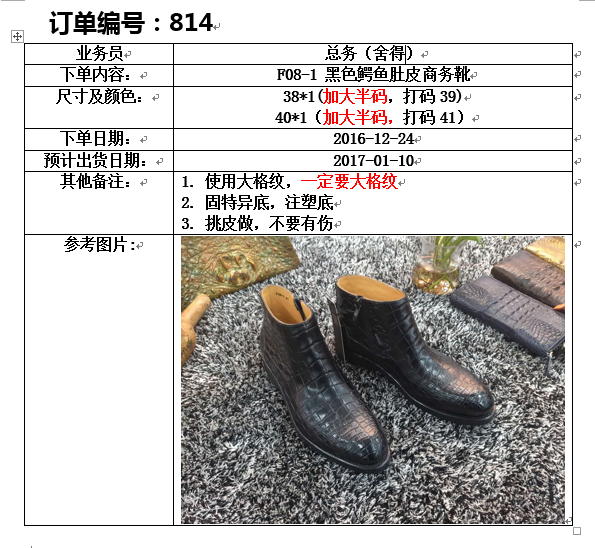 订单编号：814
业务员
总务（舍得）
下单内容：
F08-1 黑色鳄鱼肚皮商务靴
尺寸及颜色：
38*1(加大半码，打码 39)
40*1（加大半码，打码 41）
下单日期：
2016-12-24
预计出货日期：
2017-01-10
其他备注：
1. 使用大格纹，一定要大格纹
2. 固特异底，注塑底
3. 挑皮做，不要有伤
参考图片: